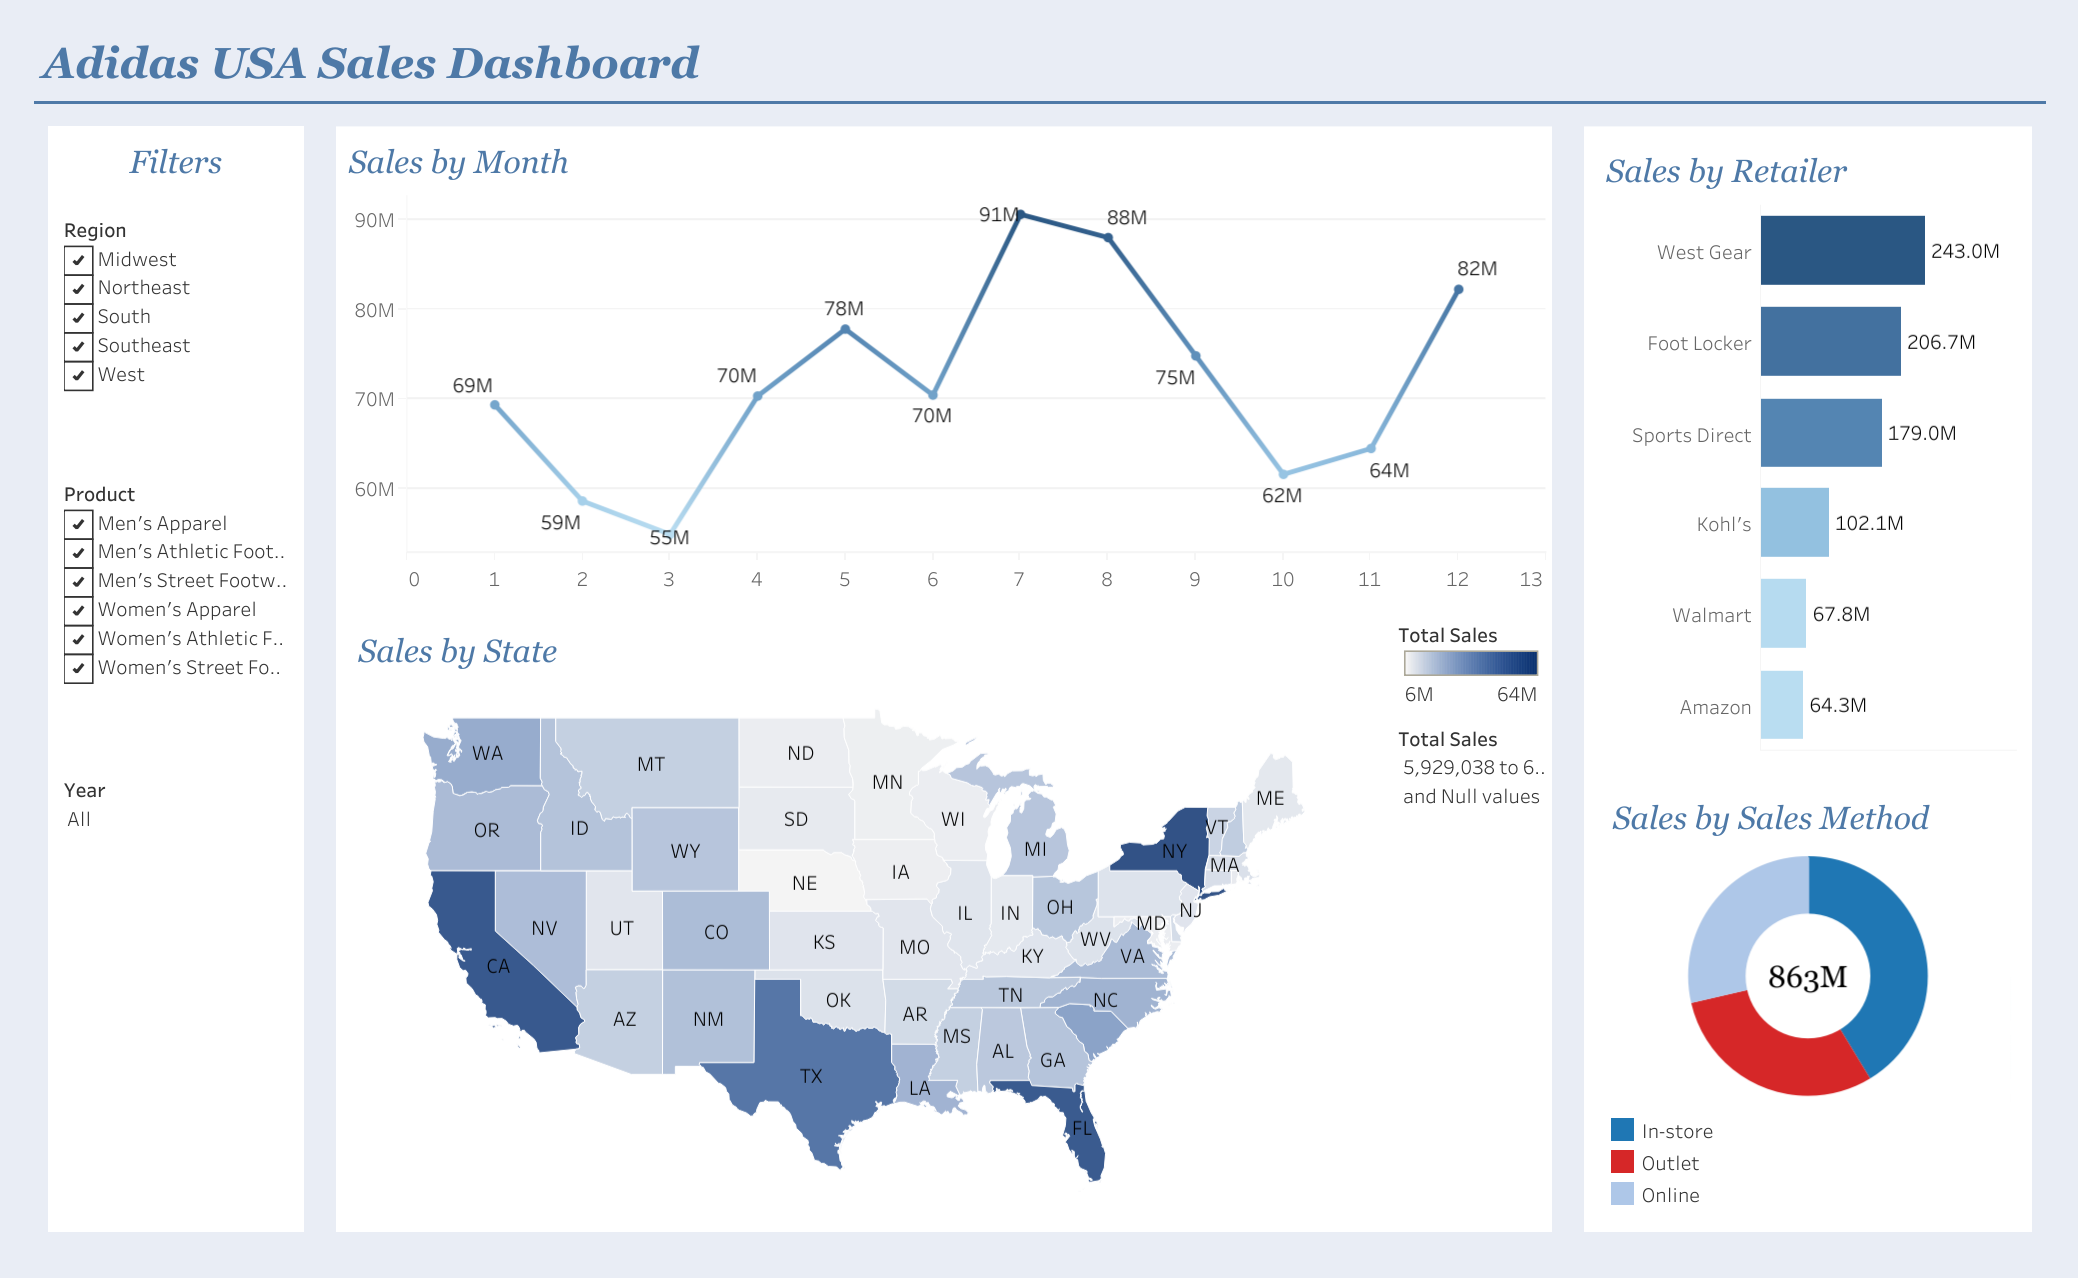 Adidas USA Sales Dashboard
Filters
Region
Midwest
Northeast
South
Southeast
West
Product
Men's Apparel
Men's Athletic Foot..
Men's Street Footw..
Women's Apparel
Women's Athletic F..
Women's Street Fo..
Year
All
Sales by Month
90M
80M
70M
60M
69M
59M
55M
70M
78M
70M
91M
88M
75M
62M
64M
82M
0 1 2 3 4 5 6 7 8 9 10 11 12 13
Sales by State
Total Sales
6M 64M
Total Sales
5,929,038 to 6..
and Null values
WA
MT
ND
MN
OR
ID
WY
SD
WI
MI
NY
VT
ME
MA
NE
IA
CA
NV
UT
CO
KS
MO
IL
IN
OH
WV
MD
NJ
KY
VA
AZ
NM
OK
AR
TN
NC
MS
AL
GA
TX
LA
FL
Sales by Retailer
West Gear 243.0M
Foot Locker 206.7M
Sports Direct 179.0M
Kohl's 102.1M
Walmart 67.8M
Amazon 64.3M
Sales by Sales Method
863M
In-store
Outlet
Online